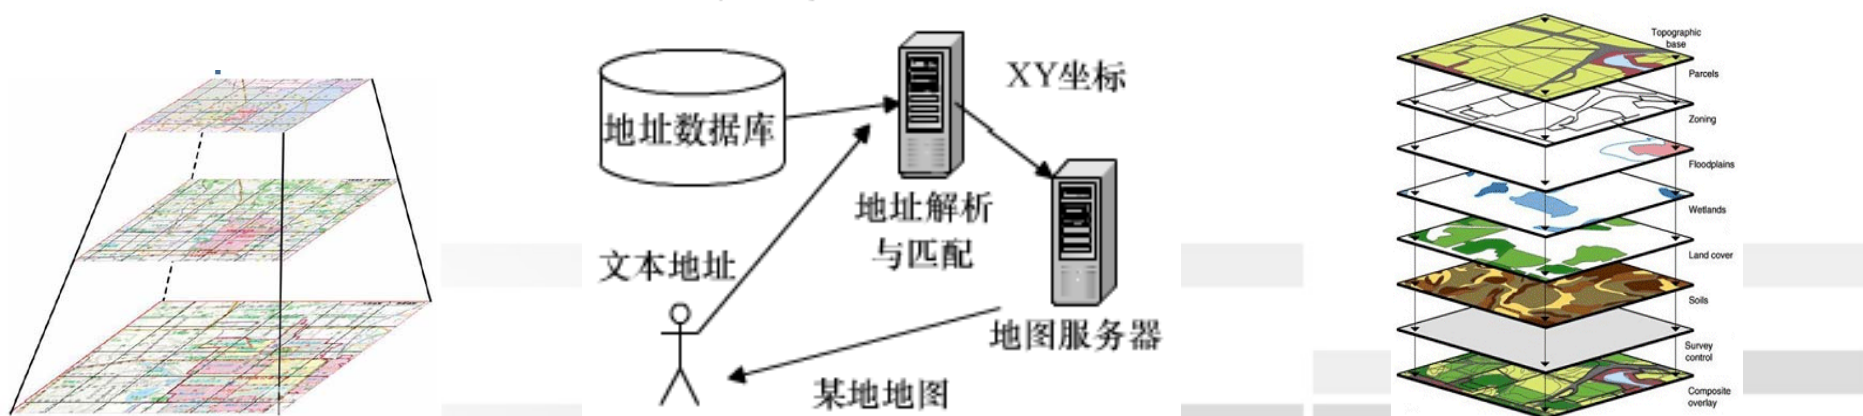 地址数据库
XY坐标
地址解析
与匹配
文本地址
地图服务器
某地地图
Topographic
base
Parcels
Zoning
Floodplains
Wetlands
Land cover
Soils
Survey
control
Composite
overlay